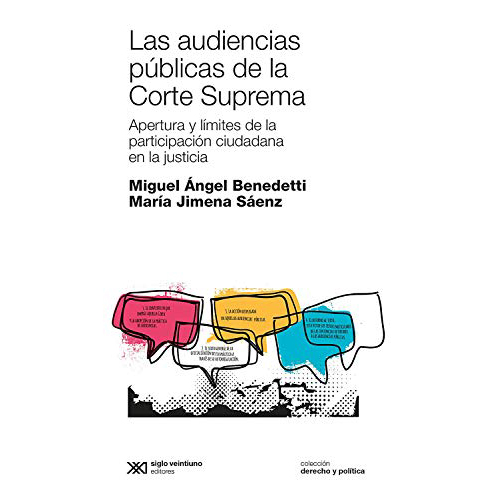 Las audiencias
públicas de la
Corte Suprema
Apertura y límites de la
participación ciudadana
en la justicia
Miguel Ángel Benedetti
María Jimena Sáenz
siglo veintiuno
editores
colección
derecho y política